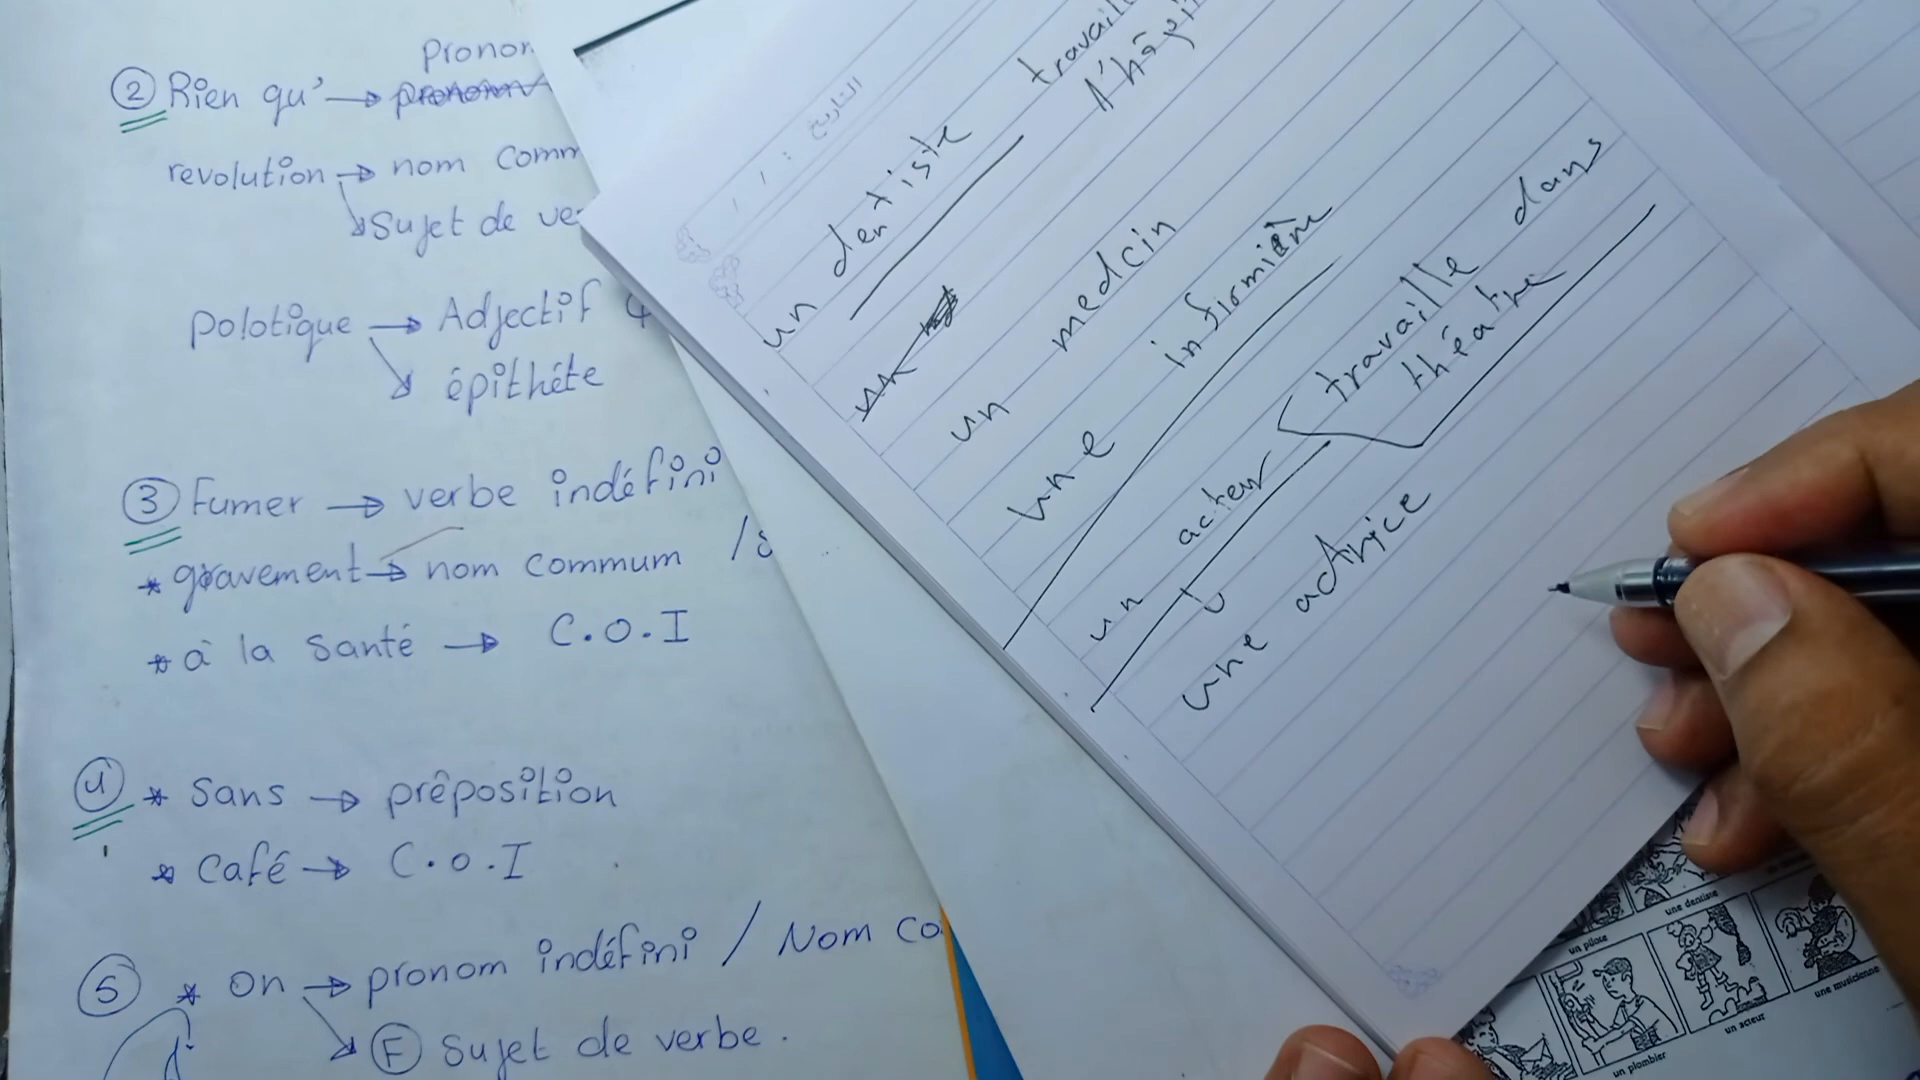 ② Rien qu' → pronom
Pronom
revolution → nom comm
Sujet de ve
Polotique → Adjectif q
épithéte
③ Fumer → verbe indéfini
* gravement → nom commum /
* à la Santé → C.O.I
④ * Sans → préposition
* Café → C.O.I
⑤ * On → pronom indéfini / Nom co
Ⓕ Sujet de verbe.
التاريخ : / /
un dentiste travaill
l'hôpi
un medcin
une infirmière
un acteur (travaille dans
théatre
une actrice
une dentiste
un pilote
une musicienne
un acteur
un plombier